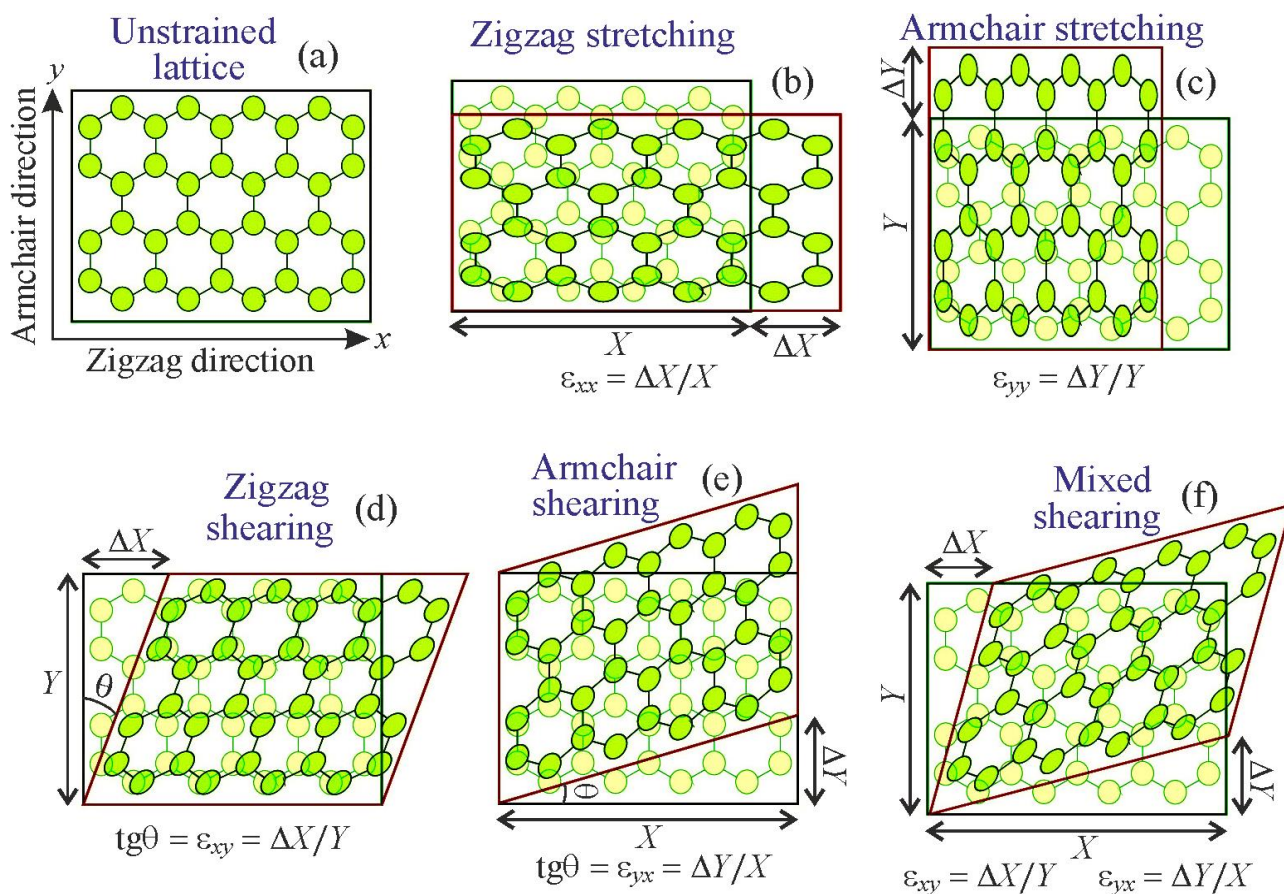 Unstrained
lattice
(a)
y
Armchair direction
x
Zigzag direction
Zigzag stretching
(b)
X
ΔX
εxx = ΔX/X
Armchair stretching
(c)
ΔY
Y
εyy = ΔY/Y
Zigzag
shearing
(d)
ΔX
Y
θ
tgθ = εxy = ΔX/Y
Armchair
shearing
(e)
ΔY
θ
X
tgθ = εyx = ΔY/X
Mixed
shearing
(f)
ΔX
Y
ΔY
X
εxy = ΔX/Y εyx = ΔY/X